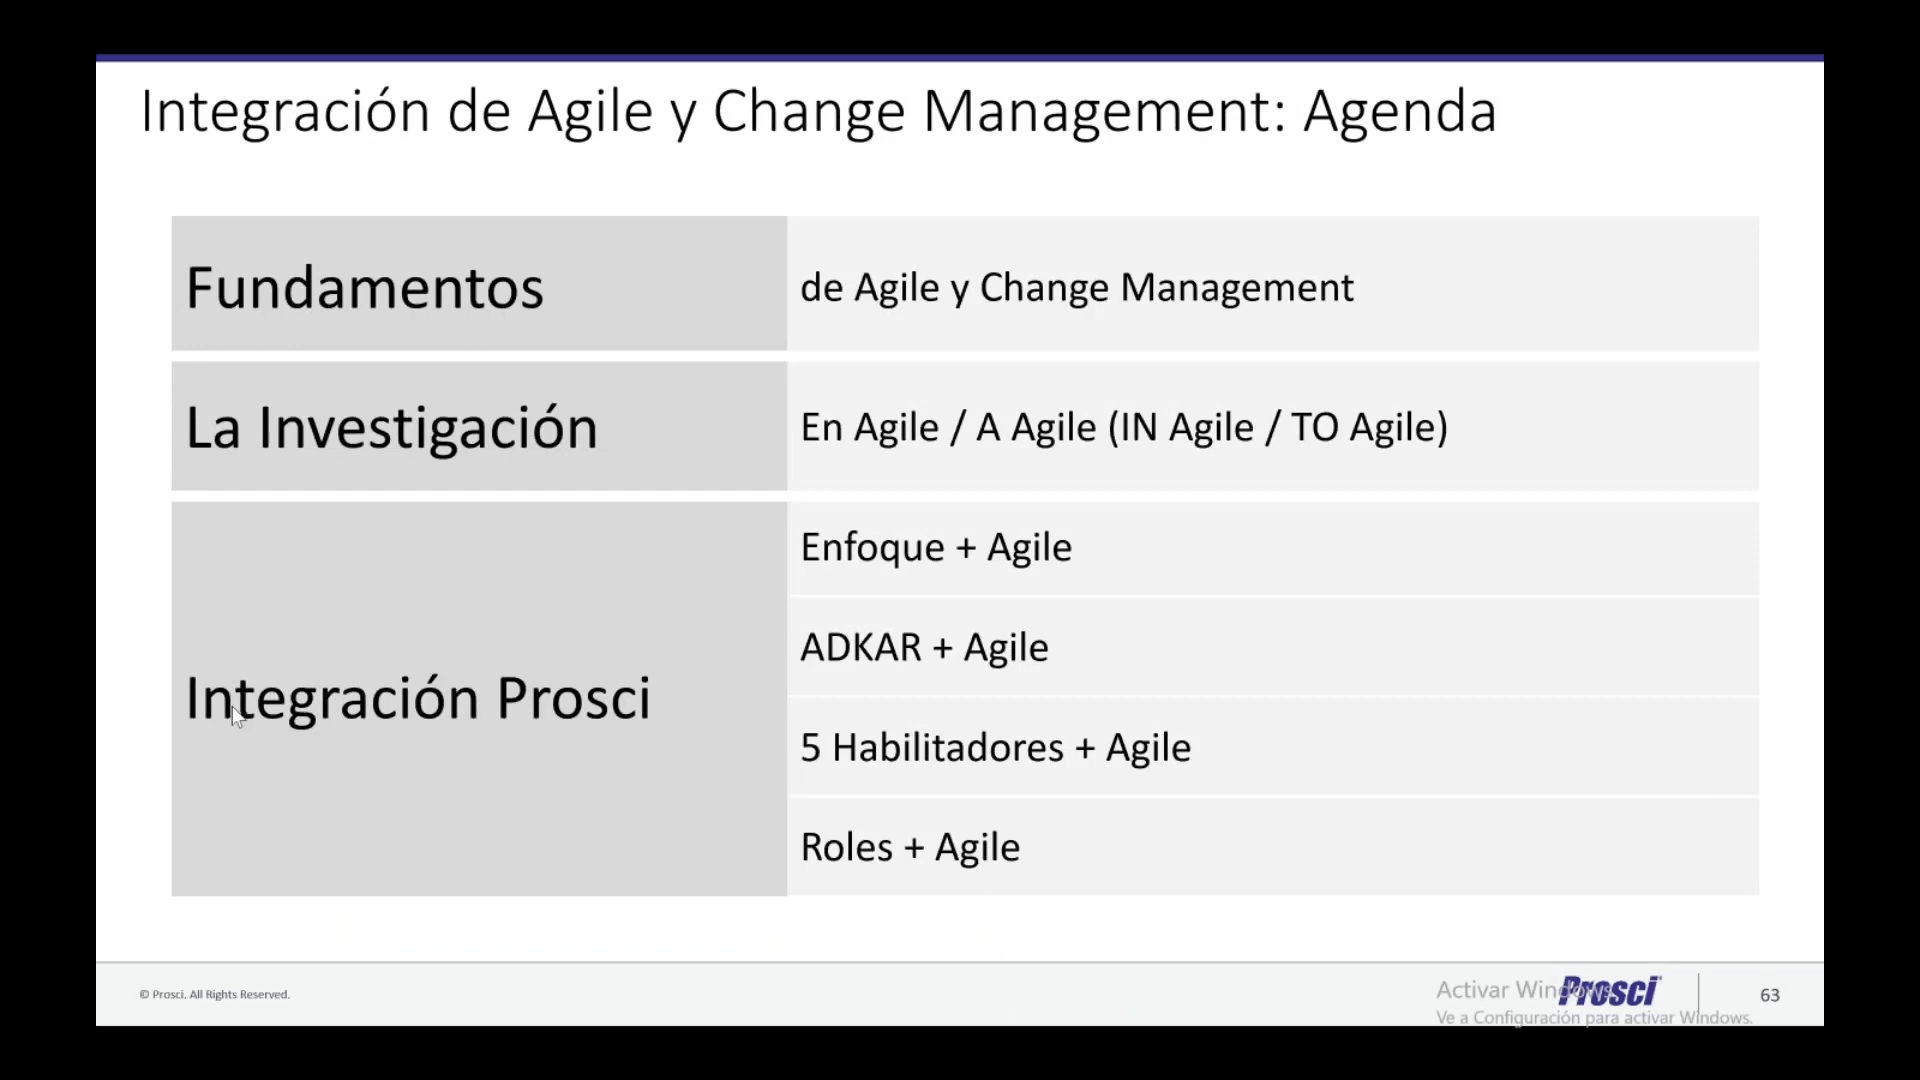 Integración de Agile y Change Management: Agenda
Fundamentos
de Agile y Change Management
La Investigación
En Agile / A Agile (IN Agile / TO Agile)
Integración Prosci
Enfoque + Agile
ADKAR + Agile
5 Habilitadores + Agile
Roles + Agile
© Prosci. All Rights Reserved.
Activar Windows
Prosci
63
Ve a Configuración para activar Windows.